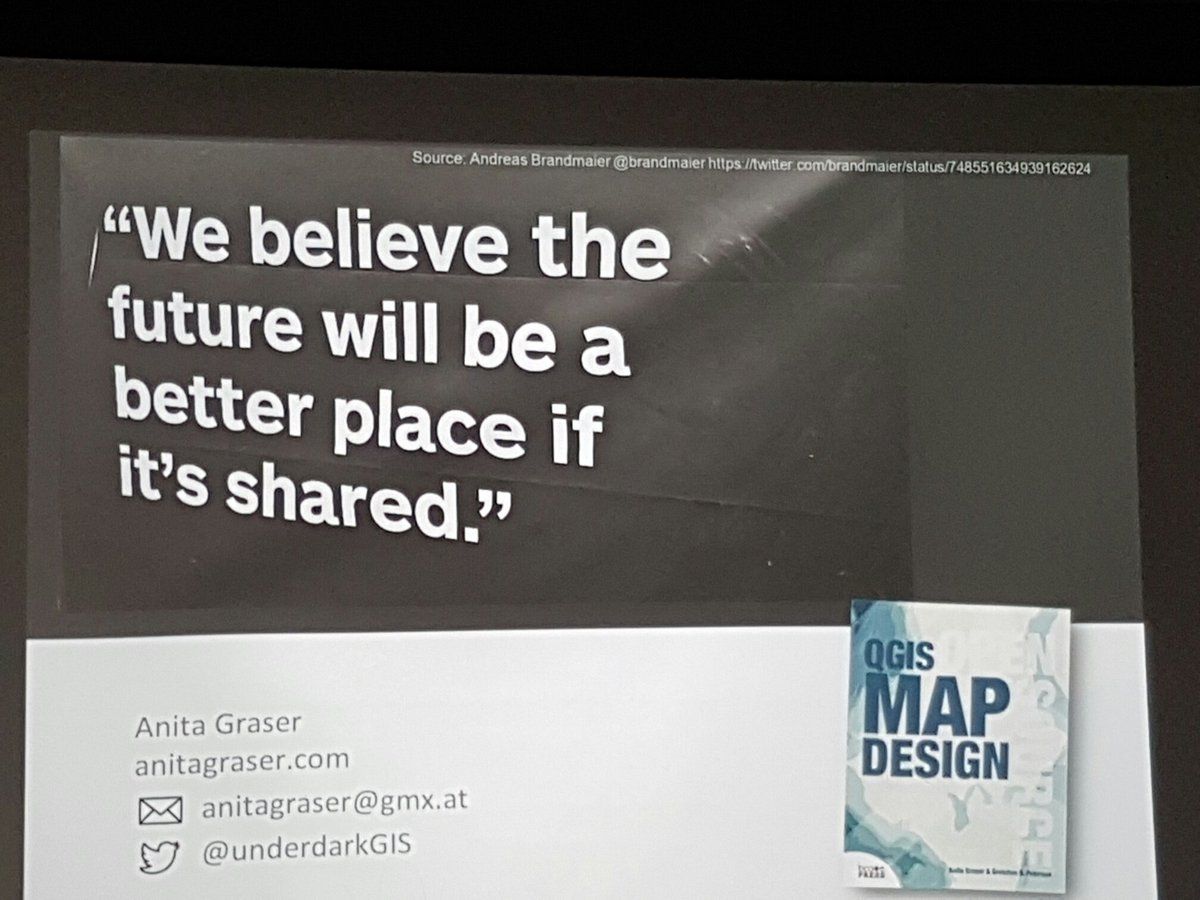 Source: Andreas Brandmaier @brandmaier https://twitter.com/brandmaier/status/748551634939162624
“We believe the
future will be a
better place if
it’s shared.”
Anita Graser
anitagraser.com
anitagraser@gmx.at
@underdarkGIS
QGIS
MAP
DESIGN
OPEN
SOURCE
Anita Graser & Gretchen N. Peterson
LOCATE
PRESS